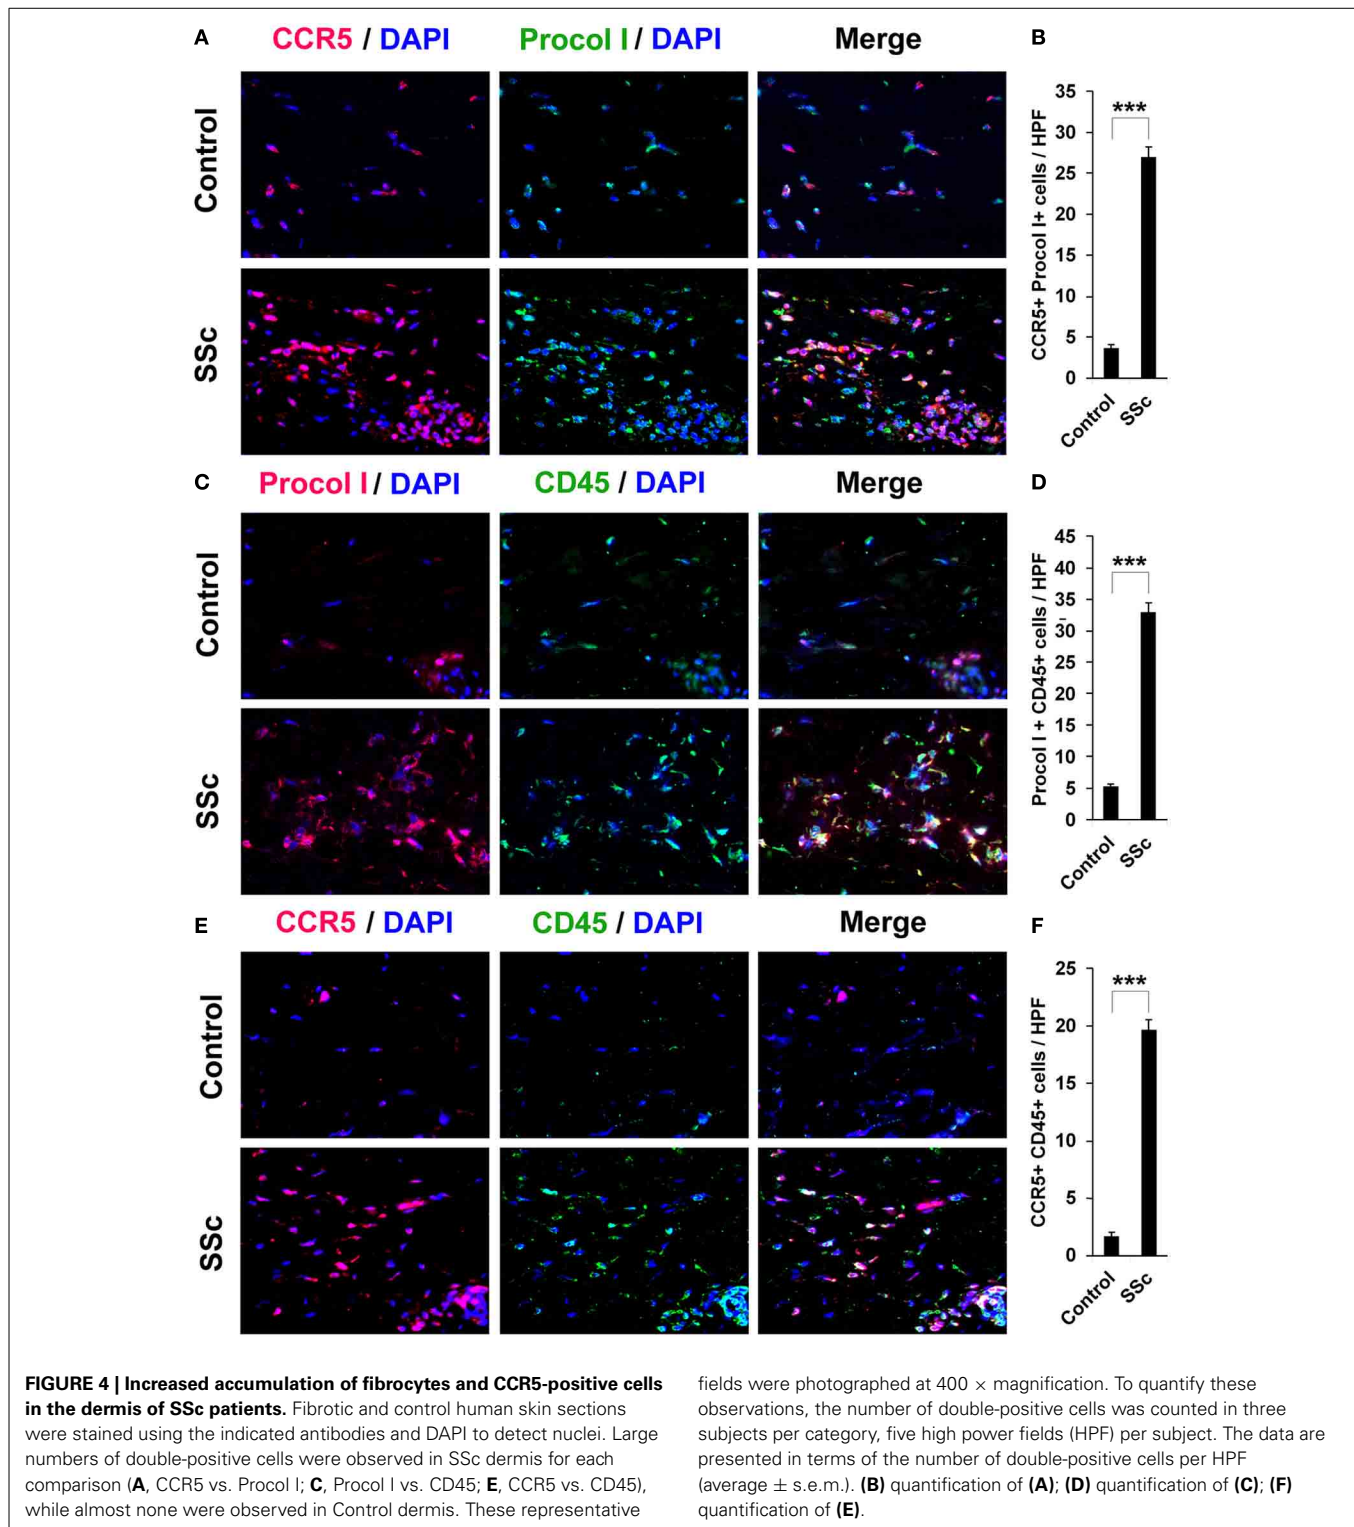 A
CCR5 / DAPI
Procol I / DAPI
Merge
Control
SSc
B
CCR5+ Procol I+ cells / HPF
35
30
25
20
15
10
5
0
***
Control
SSc
C
Procol I / DAPI
CD45 / DAPI
Merge
Control
SSc
D
Procol I + CD45+ cells / HPF
45
40
35
30
25
20
15
10
5
0
***
Control
SSc
E
CCR5 / DAPI
CD45 / DAPI
Merge
Control
SSc
F
CCR5+ CD45+ cells / HPF
25
20
15
10
5
0
***
Control
SSc
FIGURE 4 | Increased accumulation of fibrocytes and CCR5-positive cells
in the dermis of SSc patients. Fibrotic and control human skin sections
were stained using the indicated antibodies and DAPI to detect nuclei. Large
numbers of double-positive cells were observed in SSc dermis for each
comparison (A, CCR5 vs. Procol I; C, Procol I vs. CD45; E, CCR5 vs. CD45),
while almost none were observed in Control dermis. These representative
fields were photographed at 400 × magnification. To quantify these
observations, the number of double-positive cells was counted in three
subjects per category, five high power fields (HPF) per subject. The data are
presented in terms of the number of double-positive cells per HPF
(average ± s.e.m.). (B) quantification of (A); (D) quantification of (C); (F)
quantification of (E).